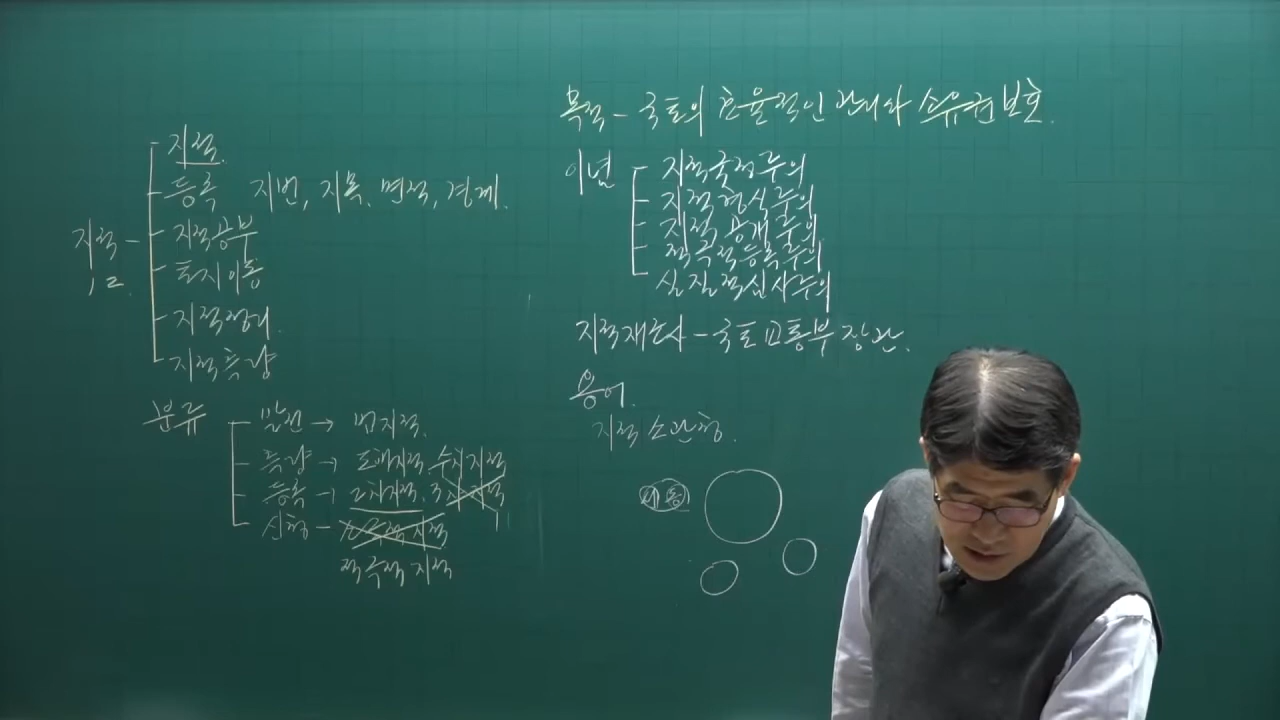 지적
12.
지적.
등록 지번, 지목, 면적, 경계.
지적공부
토지이동
지적정리.
지적측량
분류
발전 → 법지적.
측량 → 도해지적, 수치지적
등록 → 2차지적, 3차지적
신청 -
적극적 지적
목적 - 국토의 효율적인 관리와 소유권 보호.
이념
지적국정주의
지적형식주의
지적공개주의
적극적등록주의
실질적심사주의
지적재조사 - 국토교통부 장관.
용어.
지적소관청.